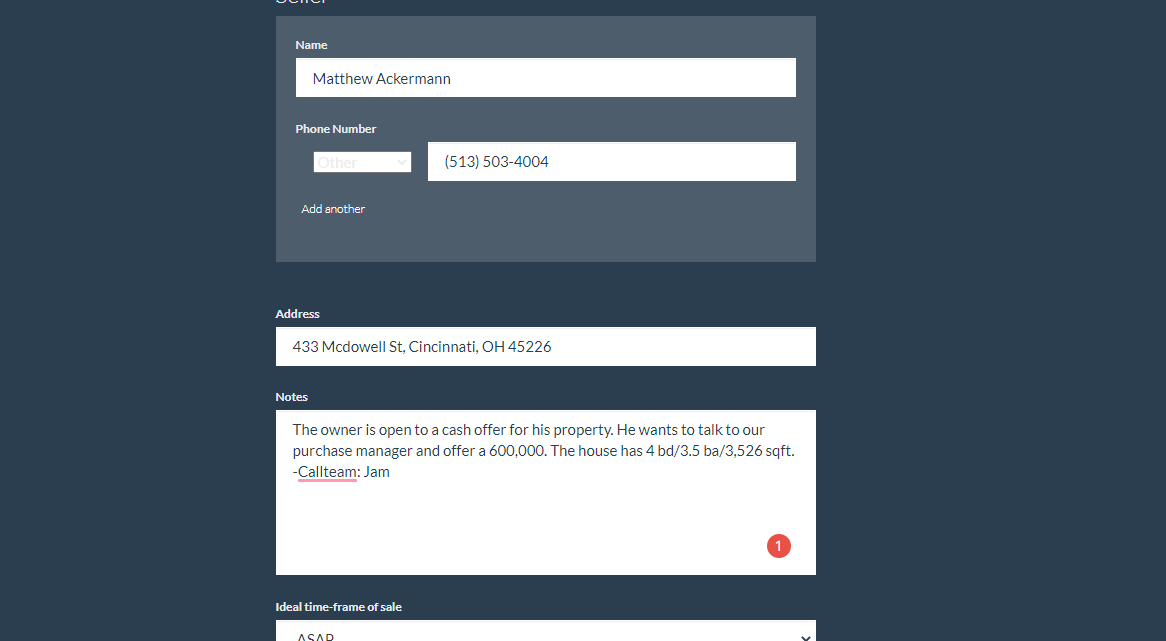 Seller
Name
Matthew Ackermann
Phone Number
Other
(513) 503-4004
Add another
Address
433 Mcdowell St, Cincinnati, OH 45226
Notes
The owner is open to a cash offer for his property. He wants to talk to our
purchase manager and offer a 600,000. The house has 4 bd/3.5 ba/3,526 sqft.
-Callteam: Jam
1
Ideal time-frame of sale
ASAP